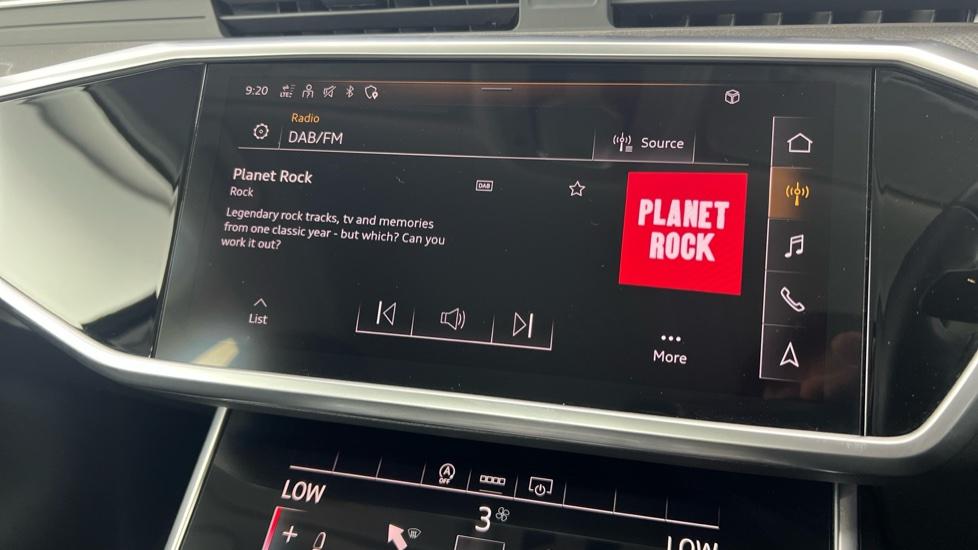 9:20
LTE
Radio
DAB/FM
Source
Planet Rock
DAB
Rock
Legendary rock tracks, tv and memories
from one classic year - but which? Can you
work it out?
PLANET
ROCK
List
More
A
OFF
LOW
3
LOW
+